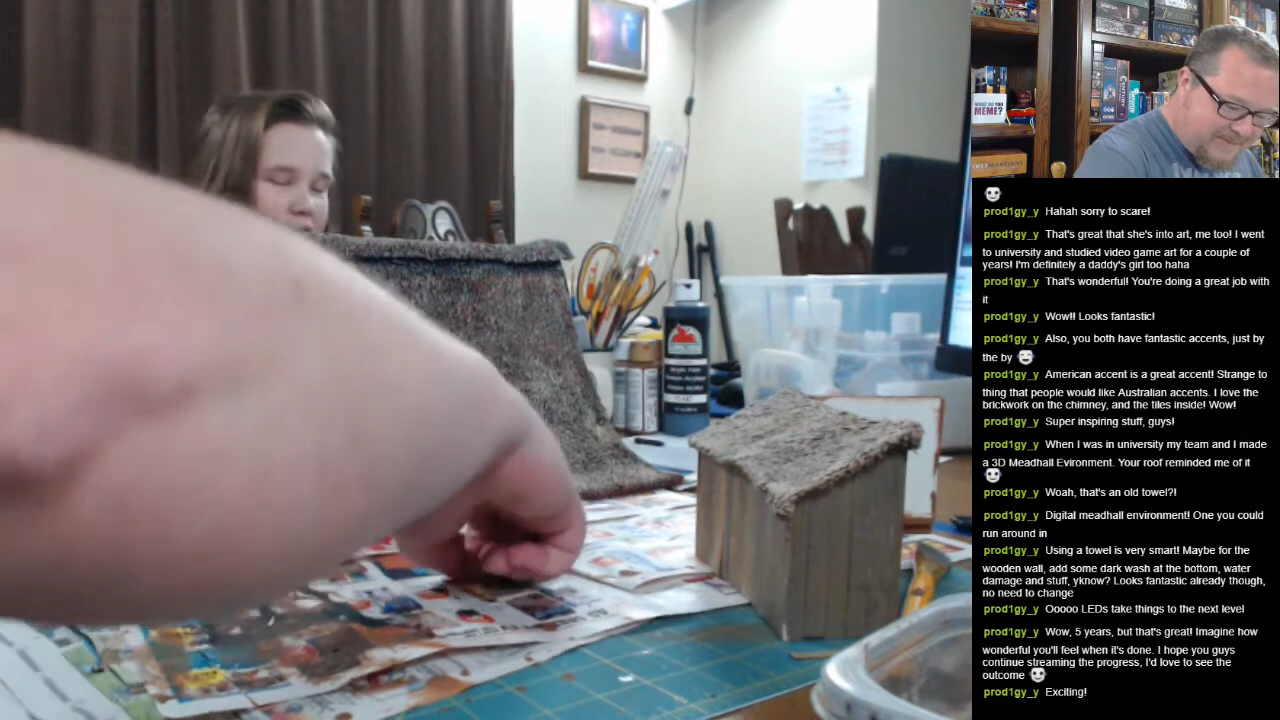 WHAT DO YOU
MEME?
CENTURY
FIRST MARTIANS
Acrylic Paint
prod1gy_y Hahah sorry to scare!
prod1gy_y That's great that she's into art, me too! I went
to university and studied video game art for a couple of
years! I'm definitely a daddy's girl too haha
prod1gy_y That's wonderful! You're doing a great job with
it
prod1gy_y Wow!! Looks fantastic!
prod1gy_y Also, you both have fantastic accents, just by
the by
prod1gy_y American accent is a great accent! Strange to
thing that people would like Australian accents. I love the
brickwork on the chimney, and the tiles inside! Wow!
prod1gy_y Super inspiring stuff, guys!
prod1gy_y When I was in university my team and I made
a 3D Meadhall Evironment. Your roof reminded me of it
prod1gy_y Woah, that's an old towel?!
prod1gy_y Digital meadhall environment! One you could
run around in
prod1gy_y Using a towel is very smart! Maybe for the
wooden wall, add some dark wash at the bottom, water
damage and stuff, yknow? Looks fantastic already though,
no need to change
prod1gy_y Ooooo LEDs take things to the next level
prod1gy_y Wow, 5 years, but that's great! Imagine how
wonderful you'll feel when it's done. I hope you guys
continue streaming the progress, I'd love to see the
outcome
prod1gy_y Exciting!